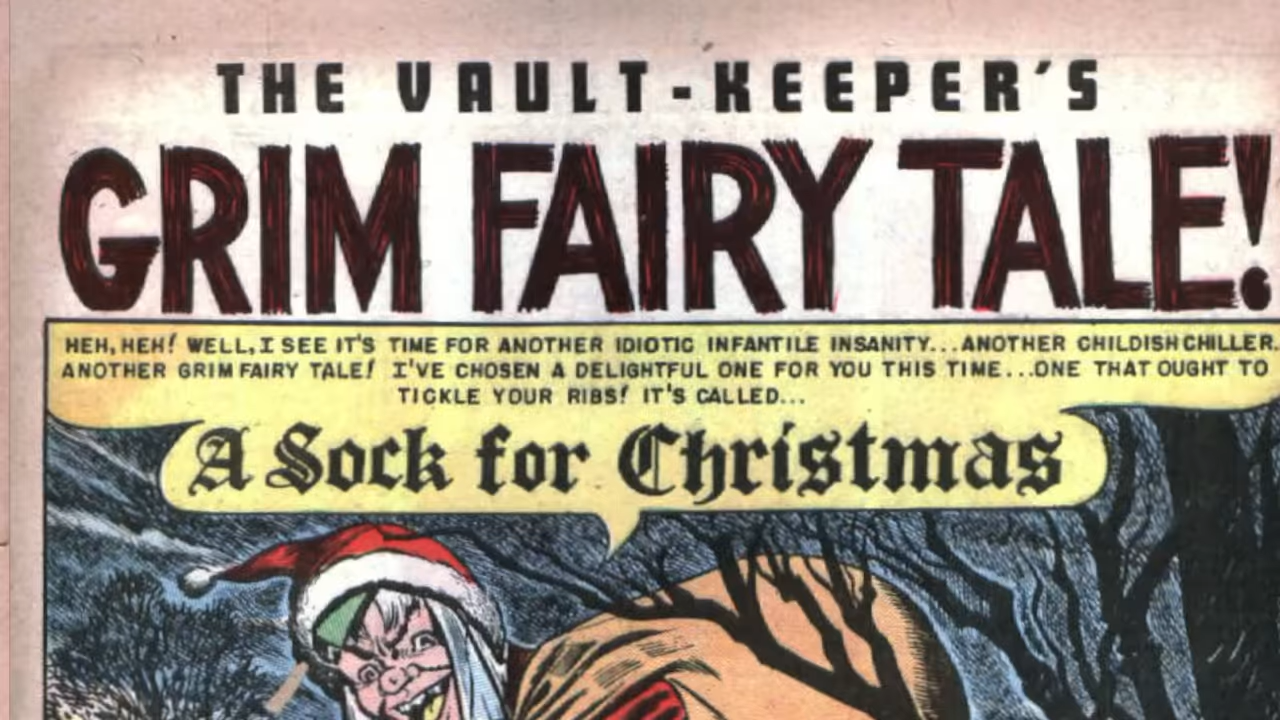 THE VAULT-KEEPER'S
GRIM FAIRY TALE!
HEH, HEH! WELL, I SEE IT'S TIME FOR ANOTHER IDIOTIC INFANTILE INSANITY...ANOTHER CHILDISH CHILLER.
ANOTHER GRIM FAIRY TALE! I'VE CHOSEN A DELIGHTFUL ONE FOR YOU THIS TIME...ONE THAT OUGHT TO
TICKLE YOUR RIBS! IT'S CALLED...
A Sock for Christmas